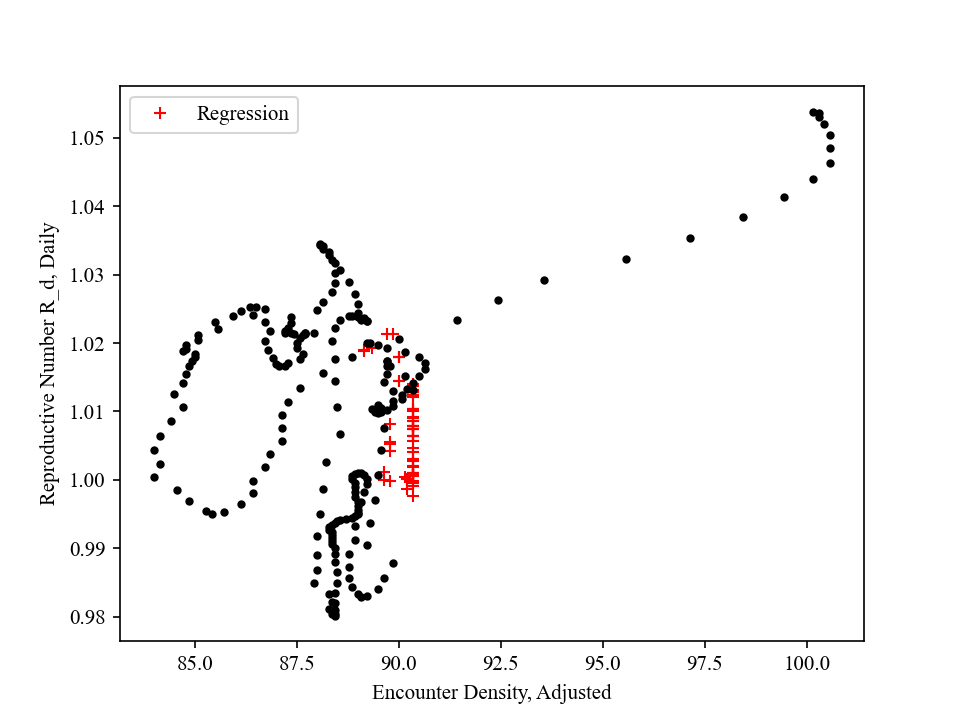 Regression
1.05
1.04
1.03
1.02
1.01
1.00
0.99
0.98
Reproductive Number R_d, Daily
85.0 87.5 90.0 92.5 95.0 97.5 100.0
Encounter Density, Adjusted